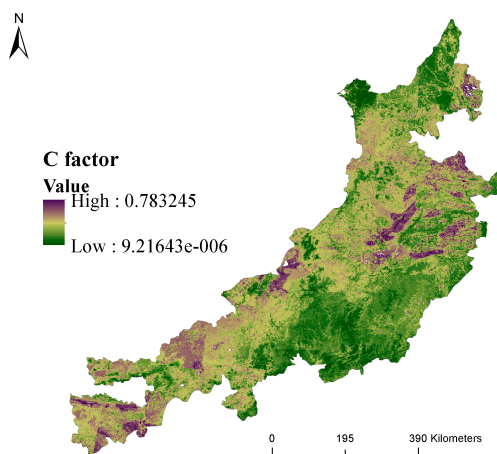 N
C factor
Value
High : 0.783245
Low : 9.21643e-006
0 195 390 Kilometers